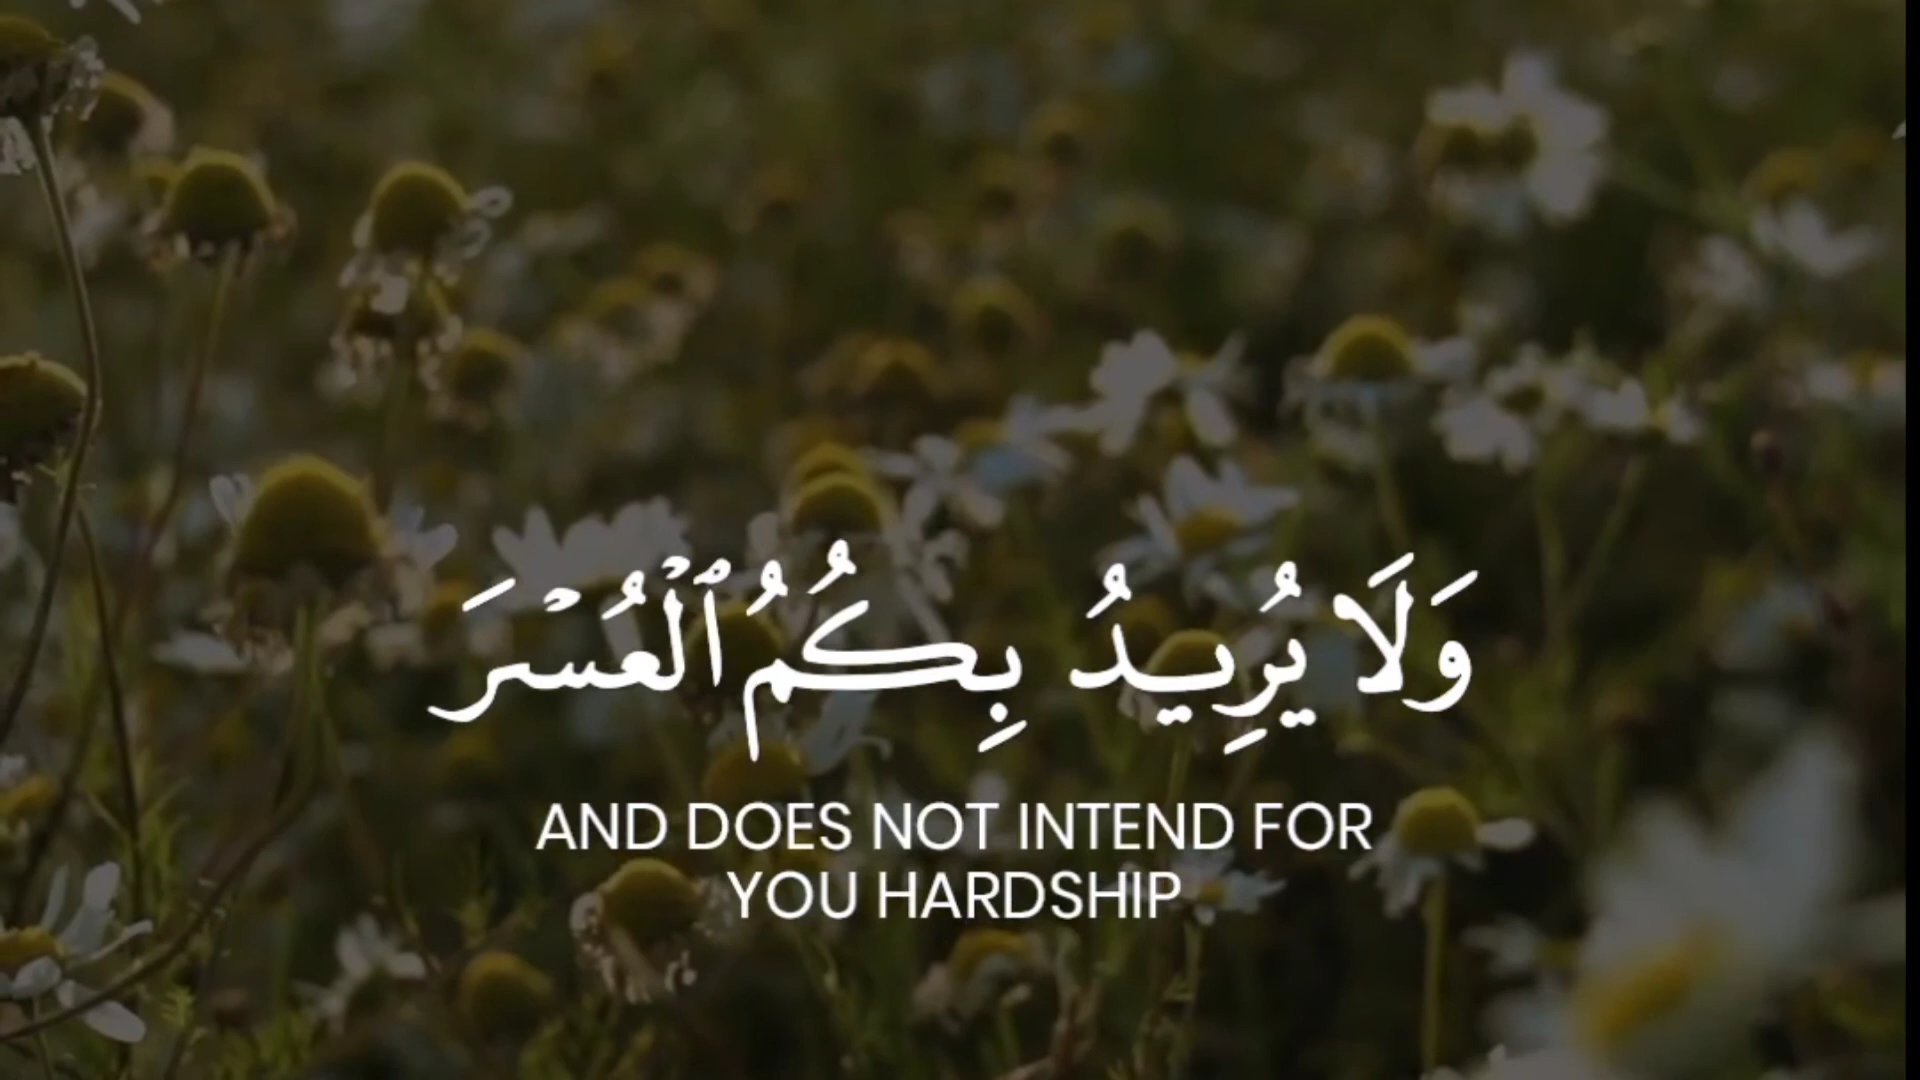 وَلَا يُرِيدُ بِكُمُ ٱلْعُسْرَ
AND DOES NOT INTEND FOR
YOU HARDSHIP